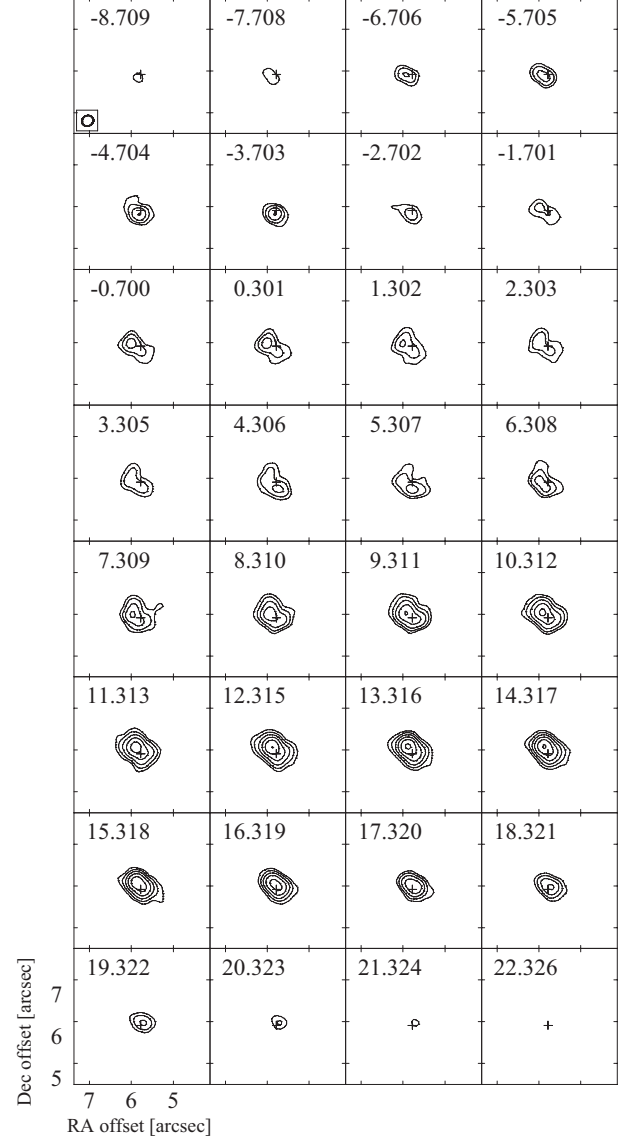 -8.709 -7.708 -6.706 -5.705
-4.704 -3.703 -2.702 -1.701
-0.700 0.301 1.302 2.303
3.305 4.306 5.307 6.308
7.309 8.310 9.311 10.312
11.313 12.315 13.316 14.317
15.318 16.319 17.320 18.321
19.322 20.323 21.324 22.326
Dec offset [arcsec]
7
6
5
7 6 5
RA offset [arcsec]